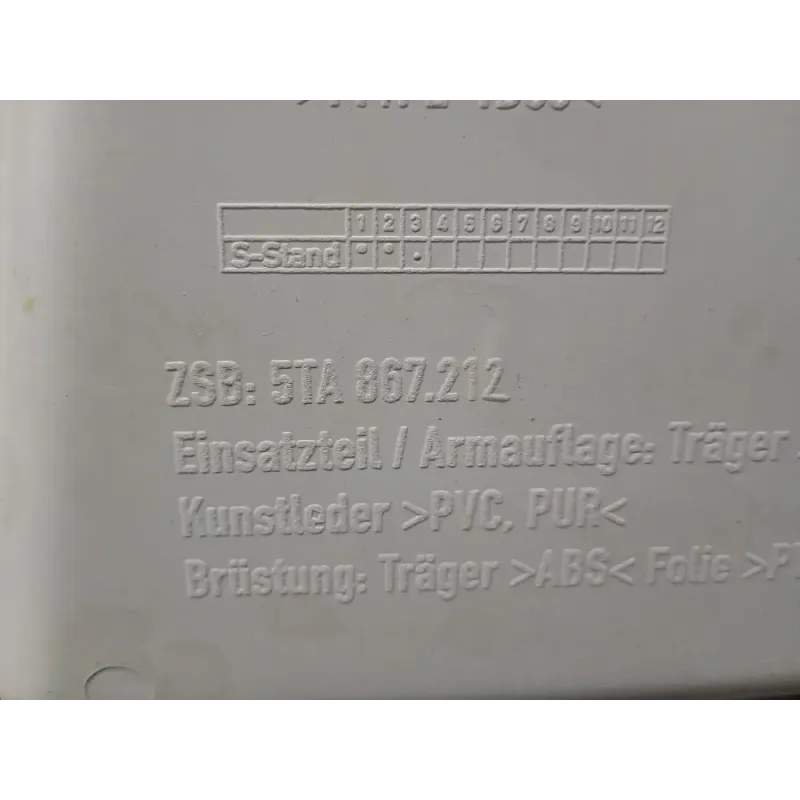 1 2 3 4 5 6 7 8 9 10 11 12
S-Stand
ZSB: 5TA 867.212
Einsatzteil / Armauflage: Träger
Kunstleder >PVC, PUR<
Brüstung: Träger >ABS< Folie >P